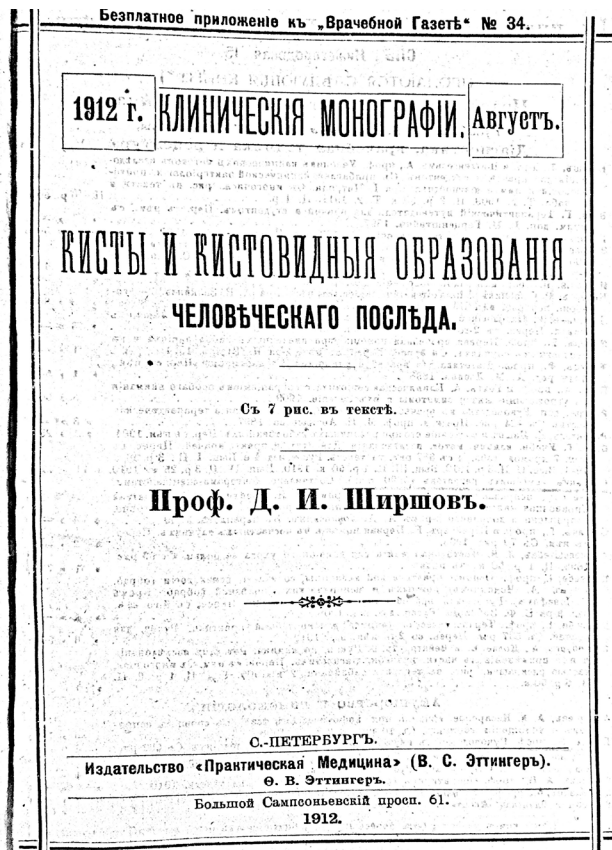 Безплатное приложеніе къ „Врачебной Газетѣ“ № 34.
1912 г.
КЛИНИЧЕСКІЯ МОНОГРАФІИ.
Августъ.
КИСТЫ И КИСТОВИДНЫЯ ОБРАЗОВАНІЯ
ЧЕЛОВѢЧЕСКАГО ПОСЛѢДА.
Съ 7 рис. въ текстѣ.
Проф. Д. И. Ширшовъ.
С.-ПЕТЕРБУРГЪ.
Издательство «Практическая Медицина» (В. С. Эттингеръ).
Ѳ. В. Эттингеръ.
Большой Сампсоньевскій просп. 61.
1912.